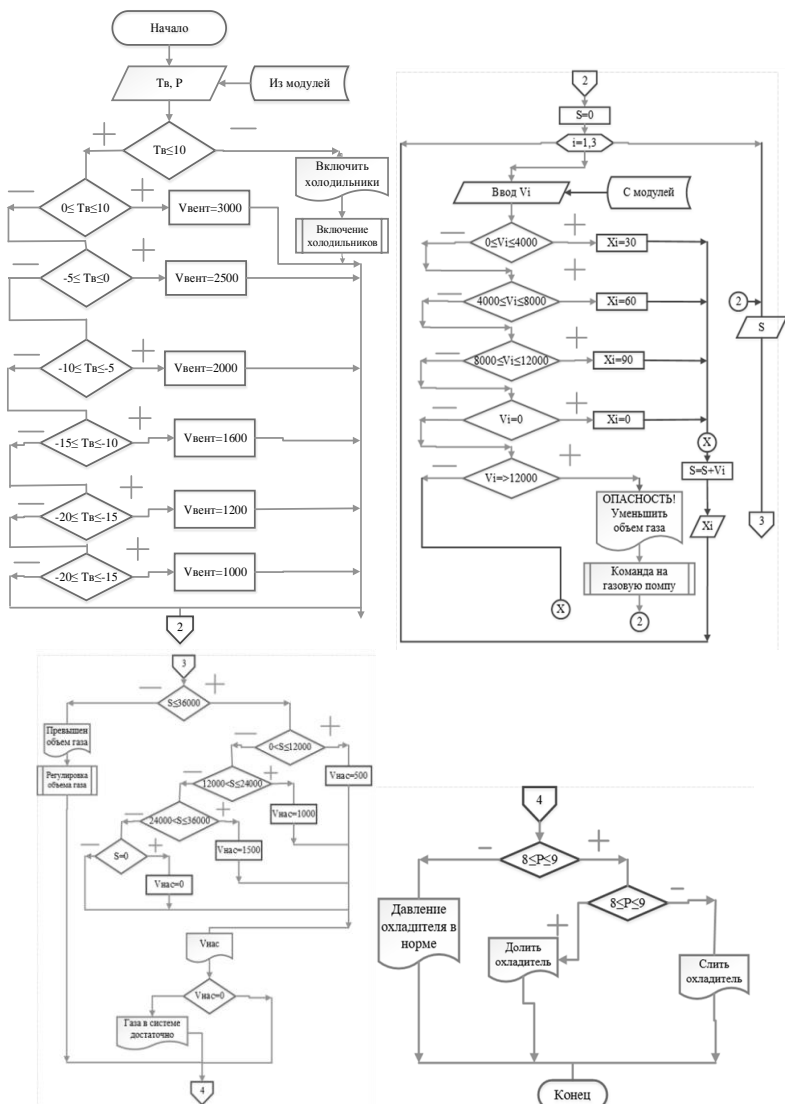 Начало
Тв, Р
Из модулей
Тв≤10
+
—
Включить
холодильники
Включение
холодильников
0≤ Тв≤10
—
+
Vвент=3000
-5≤ Тв≤0
—
+
Vвент=2500
-10≤ Тв≤-5
—
+
Vвент=2000
-15≤ Тв≤-10
—
+
Vвент=1600
-20≤ Тв≤-15
—
+
Vвент=1200
-20≤ Тв≤-15
—
+
Vвент=1000
2
2
S=0
i=1,3
Ввод Vi
С модулей
0≤Vi≤4000
—
+
Xi=30
4000≤Vi≤8000
—
+
Xi=60
2
S
8000≤Vi≤12000
—
+
Xi=90
Vi=0
—
+
Xi=0
X
S=S+Vi
Vi=>12000
—
+
ОПАСНОСТЬ!
Уменьшить
объем газа
Xi
3
Команда на
газовую помпу
X
2
3
S≤36000
—
+
Превышен
объем газа
Регулировка
объема газа
0<S≤12000
—
+
Vнас=500
12000<S≤24000
—
+
Vнас=1000
24000<S≤36000
—
+
Vнас=1500
S=0
—
+
Vнас=0
Vнас
Vнас=0
Газа в системе
достаточно
4
4
8≤P≤9
-
+
8≤P≤9
+
-
Давление
охладителя в
норме
Долить
охладитель
Слить
охладитель
Конец